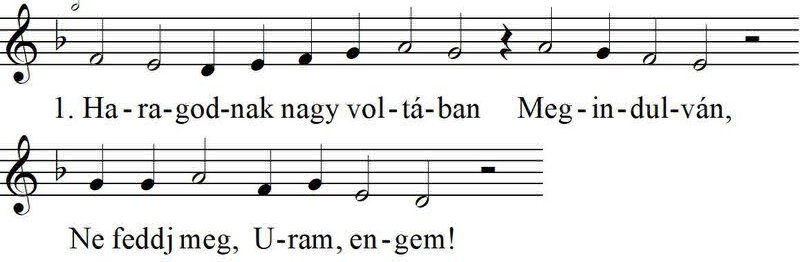 1. Ha - ra-god-nak nagy vol-tá-ban Meg-in-dul-ván,
Ne feddj meg, U-ram, en-gem!